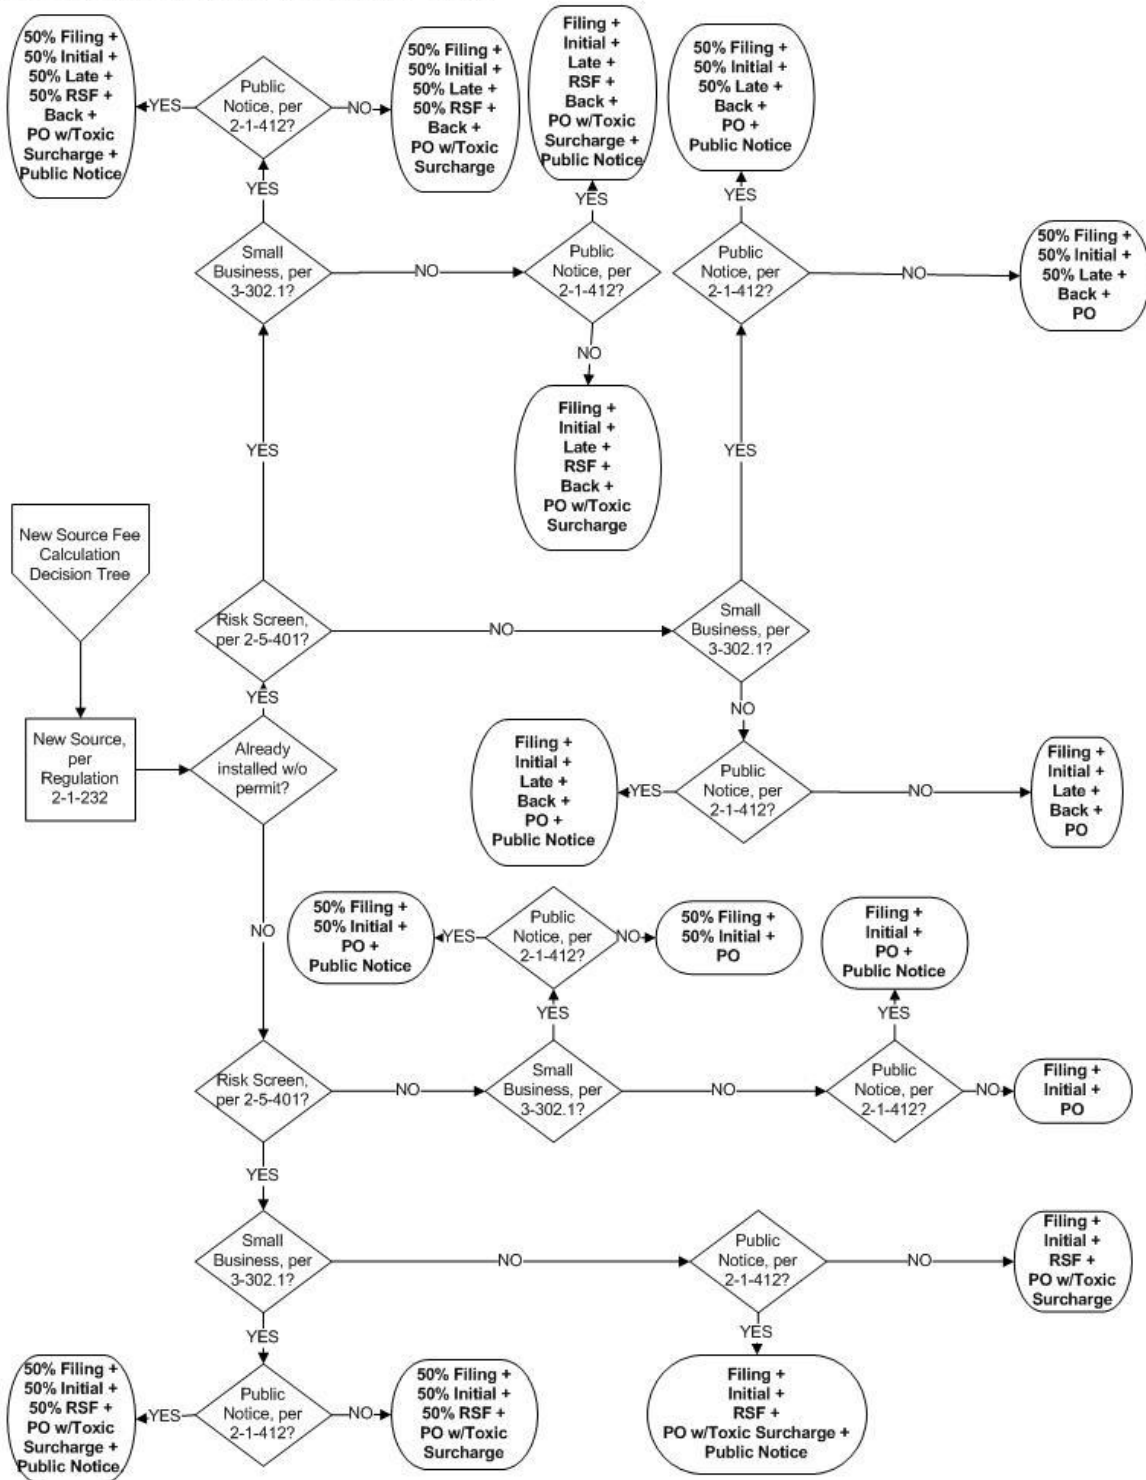 50% Filing +
50% Initial +
50% Late +
50% RSF +
Back +
PO w/Toxic
Surcharge +
Public Notice
YES
Public
Notice, per
2-1-412?
NO
50% Filing +
50% Initial +
50% Late +
50% RSF +
Back +
PO w/Toxic
Surcharge
Filing +
Initial +
Late +
RSF +
Back +
PO w/Toxic
Surcharge +
Public Notice
50% Filing +
50% Initial +
50% Late +
Back +
PO +
Public Notice
YES
YES
YES
Small
Business, per
3-302.1?
NO
Public
Notice, per
2-1-412?
Public
Notice, per
2-1-412?
NO
50% Filing +
50% Initial +
50% Late +
Back +
PO
NO
Filing +
Initial +
Late +
RSF +
Back +
PO w/Toxic
Surcharge
YES
YES
New Source Fee
Calculation
Decision Tree
Risk Screen,
per 2-5-401?
NO
Small
Business, per
3-302.1?
YES
NO
New Source,
per
Regulation
2-1-232
Already
installed w/o
permit?
Filing +
Initial +
Late +
Back +
PO +
Public Notice
YES
Public
Notice, per
2-1-412?
NO
Filing +
Initial +
Late +
Back +
PO
NO
50% Filing +
50% Initial +
PO +
Public Notice
YES
Public
Notice, per
2-1-412?
NO
50% Filing +
50% Initial +
PO
Filing +
Initial +
PO +
Public Notice
YES
YES
Risk Screen,
per 2-5-401?
NO
Small
Business, per
3-302.1?
NO
Public
Notice, per
2-1-412?
NO
Filing +
Initial +
PO
YES
Small
Business, per
3-302.1?
NO
Public
Notice, per
2-1-412?
NO
Filing +
Initial +
RSF +
PO w/Toxic
Surcharge
YES
YES
50% Filing +
50% Initial +
50% RSF +
PO w/Toxic
Surcharge +
Public Notice
YES
Public
Notice, per
2-1-412?
NO
50% Filing +
50% Initial +
50% RSF +
PO w/Toxic
Surcharge
Filing +
Initial +
RSF +
PO w/Toxic Surcharge +
Public Notice